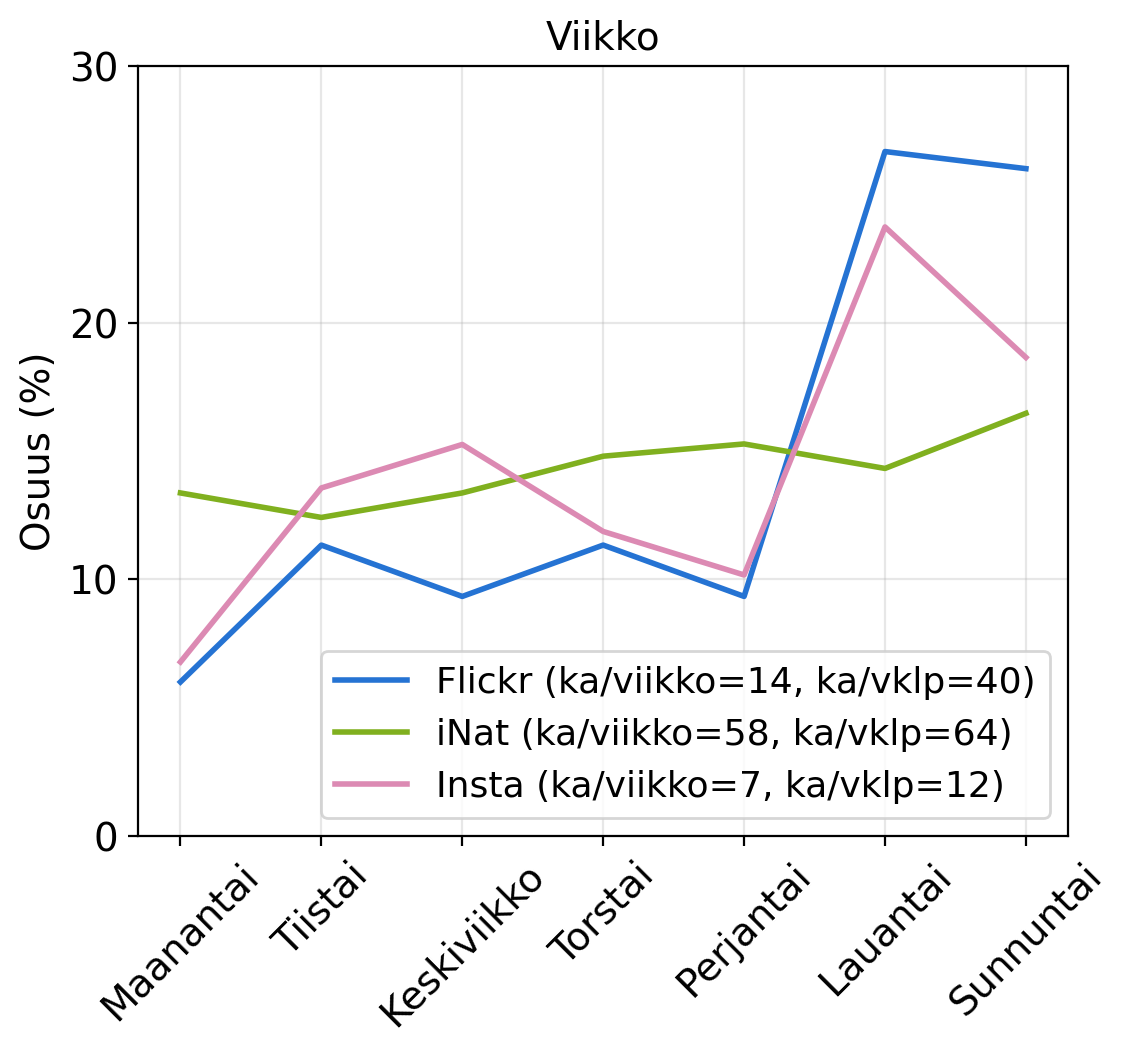 Viikko
30
20
10
0
Osuus (%)
Flickr (ka/viikko=14, ka/vklp=40)
iNat (ka/viikko=58, ka/vklp=64)
Insta (ka/viikko=7, ka/vklp=12)
Maanantai
Tiistai
Keskiviikko
Torstai
Perjantai
Lauantai
Sunnuntai